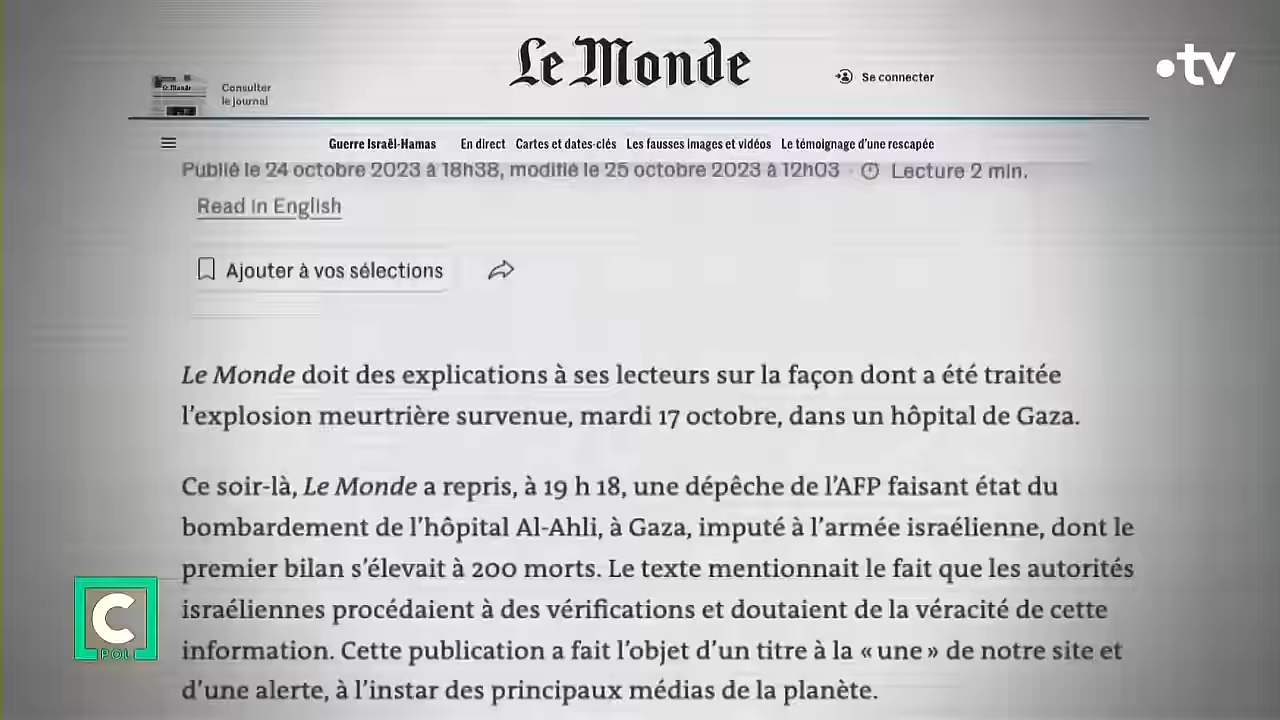 Le Monde
tv
Le Monde
Consulter
le journal
Se connecter
Guerre Israël-Hamas En direct Cartes et dates-clés Les fausses images et vidéos Le témoignage d'une rescapée
Publié le 24 octobre 2023 à 18h38, modifié le 25 octobre 2023 à 12h03 · Lecture 2 min.
Read in English
Ajouter à vos sélections
Le Monde doit des explications à ses lecteurs sur la façon dont a été traitée
l'explosion meurtrière survenue, mardi 17 octobre, dans un hôpital de Gaza.
Ce soir-là, Le Monde a repris, à 19 h 18, une dépêche de l'AFP faisant état du
bombardement de l'hôpital Al-Ahli, à Gaza, imputé à l'armée israélienne, dont le
premier bilan s'élevait à 200 morts. Le texte mentionnait le fait que les autorités
israéliennes procédaient à des vérifications et doutaient de la véracité de cette
information. Cette publication a fait l'objet d'un titre à la « une » de notre site et
d'une alerte, à l'instar des principaux médias de la planète.
C
POL